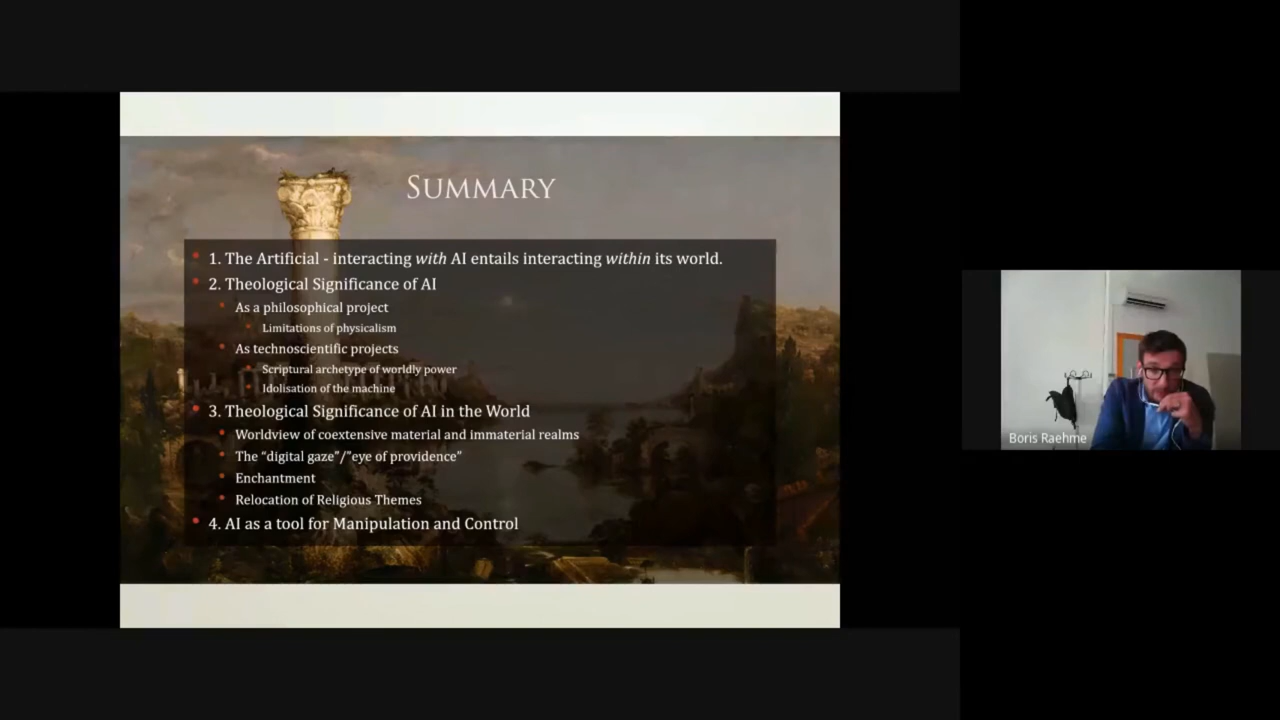 SUMMARY
1. The Artificial - interacting with AI entails interacting within its world.
2. Theological Significance of AI
As a philosophical project
Limitations of physicalism
As technoscientific projects
Scriptural archetype of worldly power
Idolisation of the machine
3. Theological Significance of AI in the World
Worldview of coextensive material and immaterial realms
The “digital gaze”/”eye of providence”
Enchantment
Relocation of Religious Themes
4. AI as a tool for Manipulation and Control
Boris Raehme